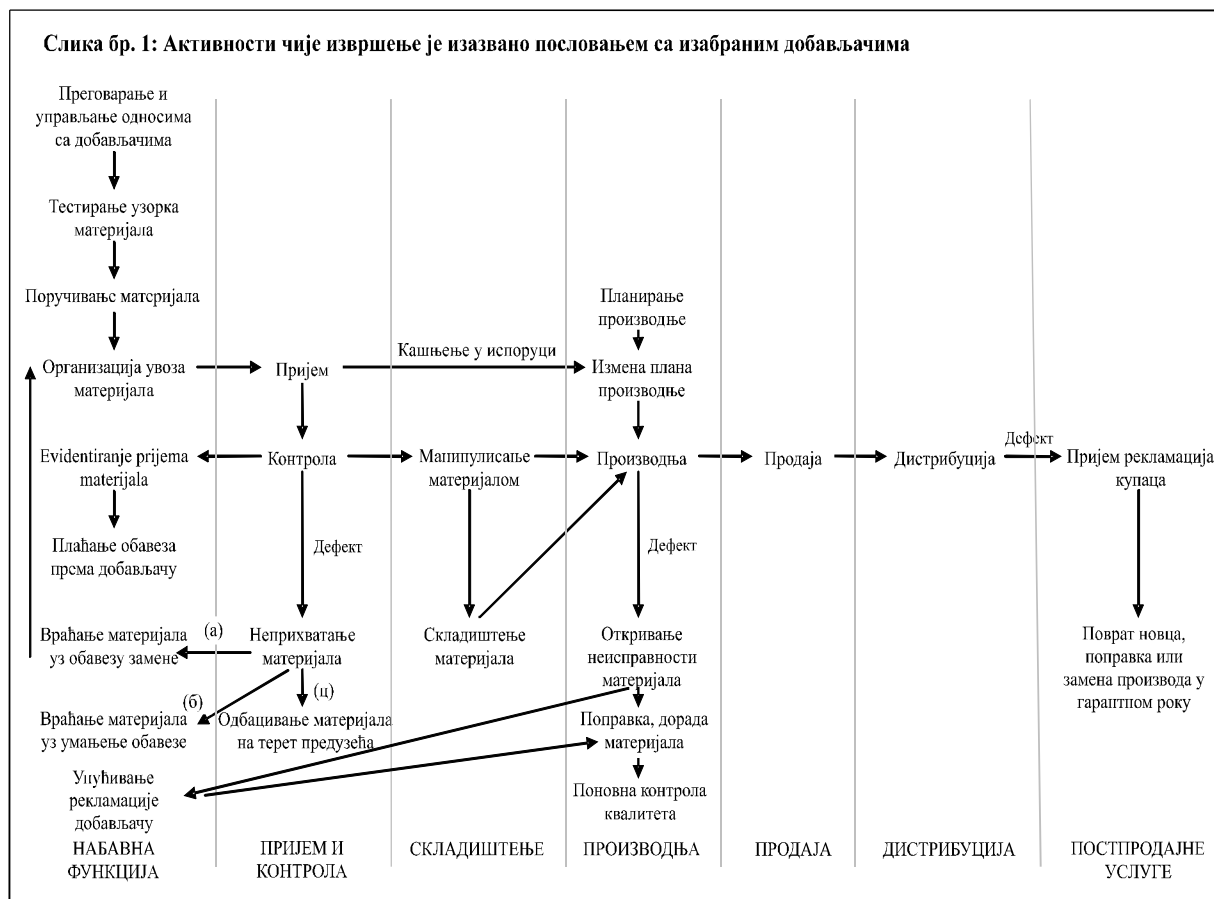 Слика бр. 1: Активности чије извршење је изазвано пословањем са изабраним добављачима
Преговарање и
управљање односима
са добављачима
Тестирање узорка
материјала
Поручивање материјала
Организација увоза
материјала
Evidentiranje prijema
materijala
Плаћање обавеза
према добављачу
Враћање материјала
уз обавезу замене
Враћање материјала
уз умањење обавезе
Упућивање
рекламације
добављачу
НАБАВНА
ФУНКЦИЈА
Пријем
Контрола
Дефект
(а)
Неприхватање
материјала
(б)
(ц)
Одбацивање материјала
на терет предузећа
ПРИЈЕМ И
КОНТРОЛА
Кашњење у испоруци
Манипулисање
материјалом
Складиштење
материјала
СКЛАДИШТЕЊЕ
Планирање
производње
Измена плана
производње
Производња
Дефект
Откривање
неисправности
материјала
Поправка, дорада
материјала
Поновна контрола
квалитета
ПРОИЗВОДЊА
Продаја
ПРОДАЈА
Дистрибуција
ДИСТРИБУЦИЈА
Дефект
Пријем рекламација
купаца
Поврат новца,
поправка или
замена производа у
гарантном року
ПОСТПРОДАЈНЕ
УСЛУГЕ